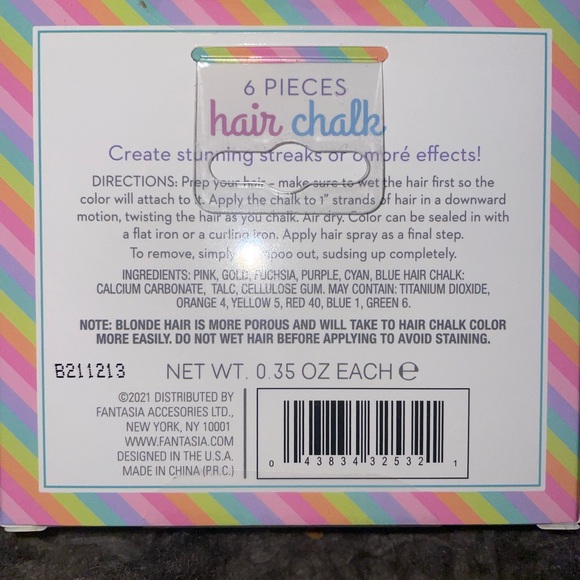 6 PIECES
hair chalk
Create stunning streaks or ombré effects!
DIRECTIONS: Prep your hair - make sure to wet the hair first so the
color will attach to it. Apply the chalk to 1" strands of hair in a downward
motion, twisting the hair as you chalk. Air dry. Color can be sealed in with
a flat iron or a curling iron. Apply hair spray as a final step.
To remove, simply shampoo out, sudsing up completely.
INGREDIENTS: PINK, GOLD, FUCHSIA, PURPLE, CYAN, BLUE HAIR CHALK:
CALCIUM CARBONATE, TALC, CELLULOSE GUM. MAY CONTAIN: TITANIUM DIOXIDE,
ORANGE 4, YELLOW 5, RED 40, BLUE 1, GREEN 6.
NOTE: BLONDE HAIR IS MORE POROUS AND WILL TAKE TO HAIR CHALK COLOR
MORE EASILY. DO NOT WET HAIR BEFORE APPLYING TO AVOID STAINING.
B211213
NET WT. 0.35 OZ EACH ℮
©2021 DISTRIBUTED BY
FANTASIA ACCESORIES LTD.,
NEW YORK, NY 10001
WWW.FANTASIA.COM
DESIGNED IN THE U.S.A.
MADE IN CHINA (P.R.C.)
0 43834 32532 1